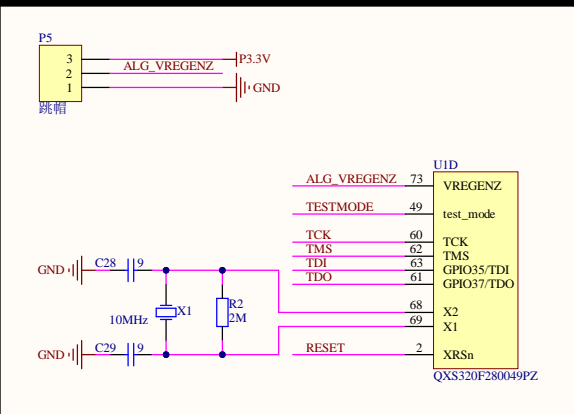 P5
3 P3.3V
ALG_VREGENZ
2
1 GND
跳帽
U1D
ALG_VREGENZ 73 VREGENZ
TESTMODE 49 test_mode
TCK 60 TCK
TMS 62 TMS
TDI 63 GPIO35/TDI
TDO 61 GPIO37/TDO
GND C28 9
68 X2
69 X1
10MHz X1
R2
2M
GND C29 9
RESET 2 XRSn
QXS320F280049PZ